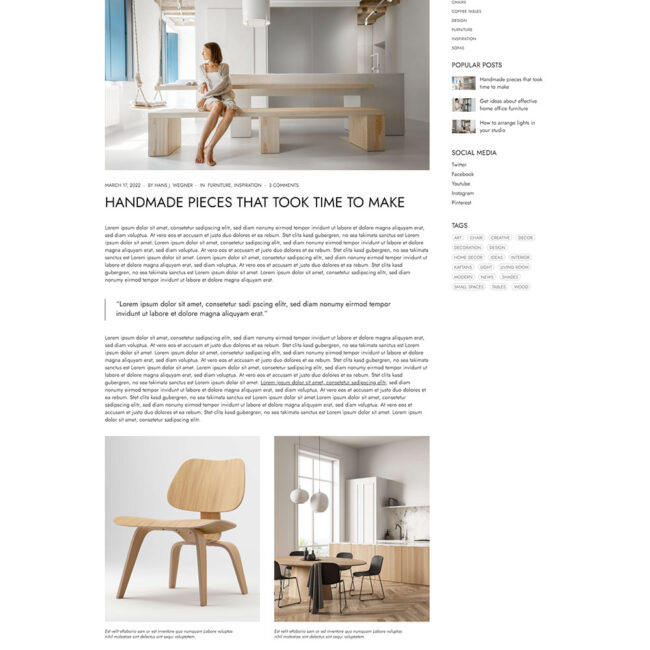 MARCH 17, 2022 - BY HANS J. WEGNER - IN FURNITURE, INSPIRATION - 3 COMMENTS
HANDMADE PIECES THAT TOOK TIME TO MAKE
Lorem ipsum dolor sit amet, consetetur sadipscing elitr, sed diam nonumy eirmod tempor invidunt ut labore et dolore magna aliquyam erat,
sed diam voluptua. At vero eos et accusam et justo duo dolores et ea rebum. Stet clita kasd gubergren, no sea takimata sanctus est Lorem
ipsum dolor sit amet. Lorem ipsum dolor sit amet, consetetur sadipscing elitr, sed diam nonumy eirmod tempor invidunt ut labore et dolore
magna aliquyam erat, sed diam voluptua. At vero eos et accusam et justo duo dolores et ea rebum. Stet clita kasd gubergren, no sea takimata
sanctus est Lorem ipsum dolor sit amet. Lorem ipsum dolor sit amet, consetetur sadipscing elitr, sed diam nonumy eirmod tempor invidunt ut
labore et dolore magna aliquyam erat, sed diam voluptua. At vero eos et accusam et justo duo dolores et ea rebum. Stet clita kasd
gubergren, no sea takimata sanctus est Lorem ipsum dolor sit amet, consetetur sadipscing elitr, sed diam nonumy eirmod tempor invidunt ut
labore et dolore magna aliquyam erat, sed diam nonumy.
"Lorem ipsum dolor sit amet, consetetur sadi pscing elitr, sed diam nonumy eirmod tempor
invidunt ut labore et dolore magna aliquyam erat."
Lorem ipsum dolor sit amet, consetetur sadipscing elitr, sed diam nonumy eirmod tempor invidunt ut labore et dolore magna aliquyam erat,
sed diam voluptua. At vero eos et accusam et justo duo dolores et ea rebum. Stet clita kasd gubergren, no sea takimata sanctus est Lorem
ipsum dolor sit amet. Lorem ipsum dolor sit amet, consetetur sadipscing elitr, sed diam nonumy eirmod tempor invidunt ut labore et dolore
magna aliquyam erat, sed diam voluptua. At vero eos et accusam et justo duo dolores et ea rebum. Stet clita kasd gubergren, no sea takimata
sanctus est Lorem ipsum dolor sit amet. Lorem ipsum dolor sit amet, consetetur sadipscing elitr, sed diam nonumy eirmod tempor invidunt ut
labore et dolore magna aliquyam erat, sed diam voluptua. At vero eos et accusam et justo duo dolores et ea rebum. Stet clita kasd
gubergren, no sea takimata sanctus est Lorem ipsum dolor sit amet. Lorem ipsum dolor sit amet, consetetur sadipscing elitr, sed diam
nonumy eirmod tempor invidunt ut labore et dolore magna aliquyam erat, sed diam voluptua. At vero eos et accusam et justo duo dolores et
ea rebum. Stet clita kasd gubergren, no sea takimata sanctus est Lorem ipsum dolor sit amet. Lorem ipsum dolor sit amet, consetetur
sadipscing elitr, sed diam nonumy eirmod tempor invidunt ut labore et dolore magna aliquyam erat, sed diam voluptua. At vero eos et
accusam et justo duo dolores et ea rebum. Stet clita kasd gubergren, no sea takimata sanctus est Lorem ipsum dolor sit amet. Lorem ipsum
dolor sit amet, consetetur sadipscing elitr.
Est velit ellaboria sam or sit inventore quo numquam Labore voluptas
nihil molestiae sint delectus sint sequi voluptatem.
Est velit ellaboria sam or sit inventore quo numquam Labore voluptas
nihil molestiae sint delectus sint sequi voluptatem.
CHAIRS
COFFEE TABLES
DESIGN
FURNITURE
INSPIRATION
SOFAS
POPULAR POSTS
Handmade pieces that took
time to make
Get ideas about effective
home office furniture
How to arrange lights in
your studio
SOCIAL MEDIA
Twitter
Facebook
Youtube
Instagram
Pinterest
TAGS
ART CHAIR CREATIVE DECOR
DECORATION DESIGN
HOME DECOR IDEAS INTERIOR
KAFTANS LIGHT LIVING ROOM
MODERN NEWS SHADES
SMALL SPACES TABLES WOOD